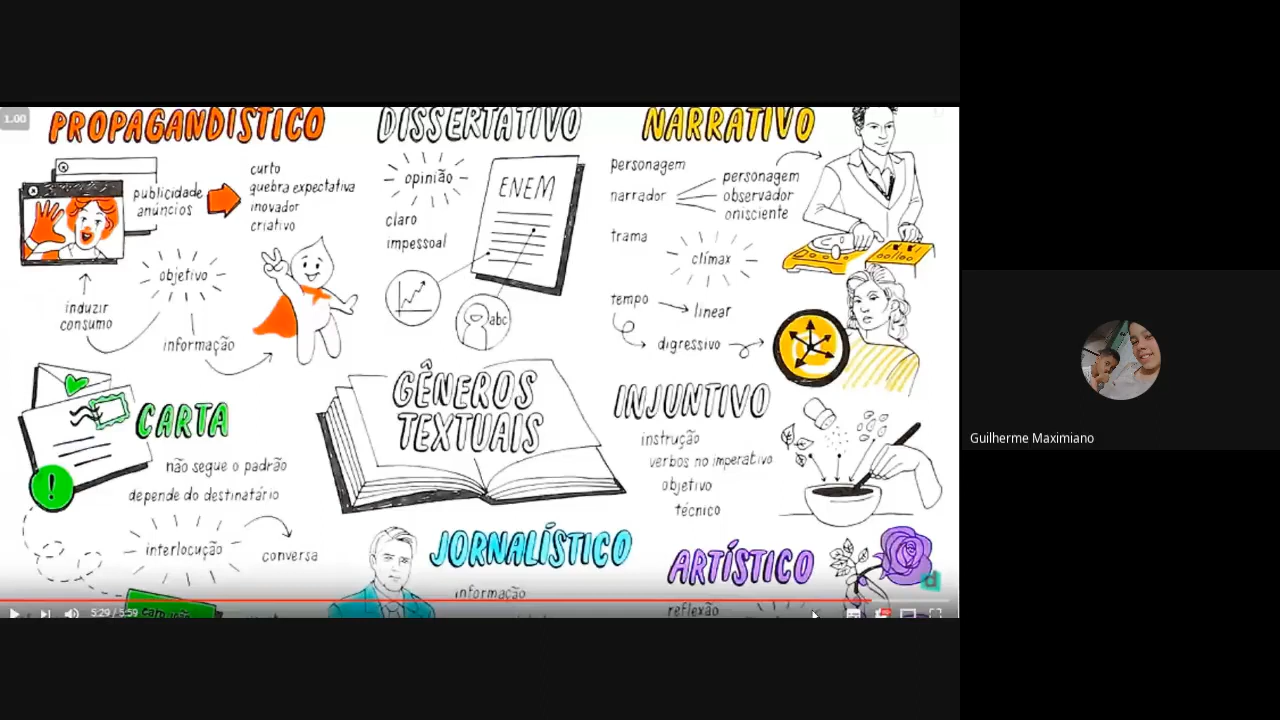 1.00
PROPAGANDÍSTICO
publicidade
anúncios
curto
quebra expectativa
inovador
criativo
objetivo
induzir
consumo
informação
DISSERTATIVO
opinião
claro
impessoal
ENEM
abc
NARRATIVO
personagem
narrador
personagem
observador
onisciente
trama
clímax
tempo
linear
digressivo
GÊNEROS
TEXTUAIS
CARTA
não segue o padrão
depende do destinatário
interlocução
conversa
INJUNTIVO
instrução
verbos no imperativo
objetivo
técnico
JORNALÍSTICO
informação
ARTÍSTICO
reflexão
d
5:29 / 5:59
Guilherme Maximiano